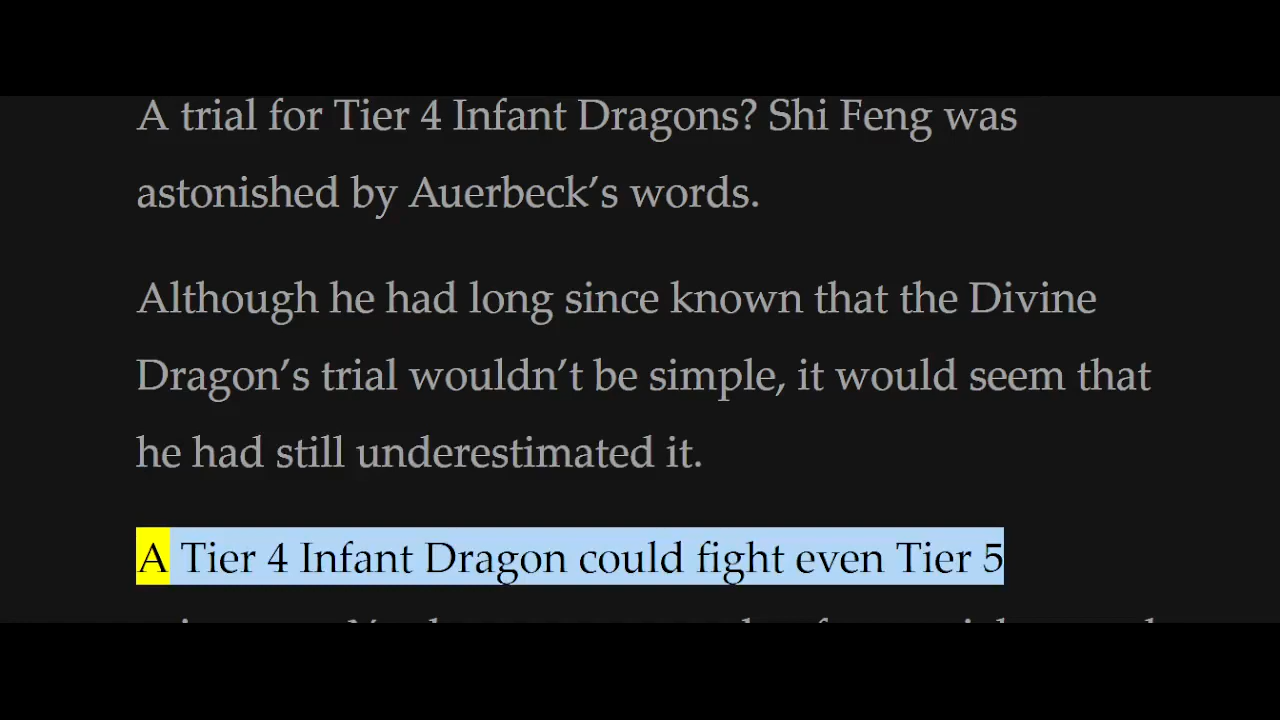 A trial for Tier 4 Infant Dragons? Shi Feng was
astonished by Auerbeck’s words.
Although he had long since known that the Divine
Dragon’s trial wouldn’t be simple, it would seem that
he had still underestimated it.
A Tier 4 Infant Dragon could fight even Tier 5